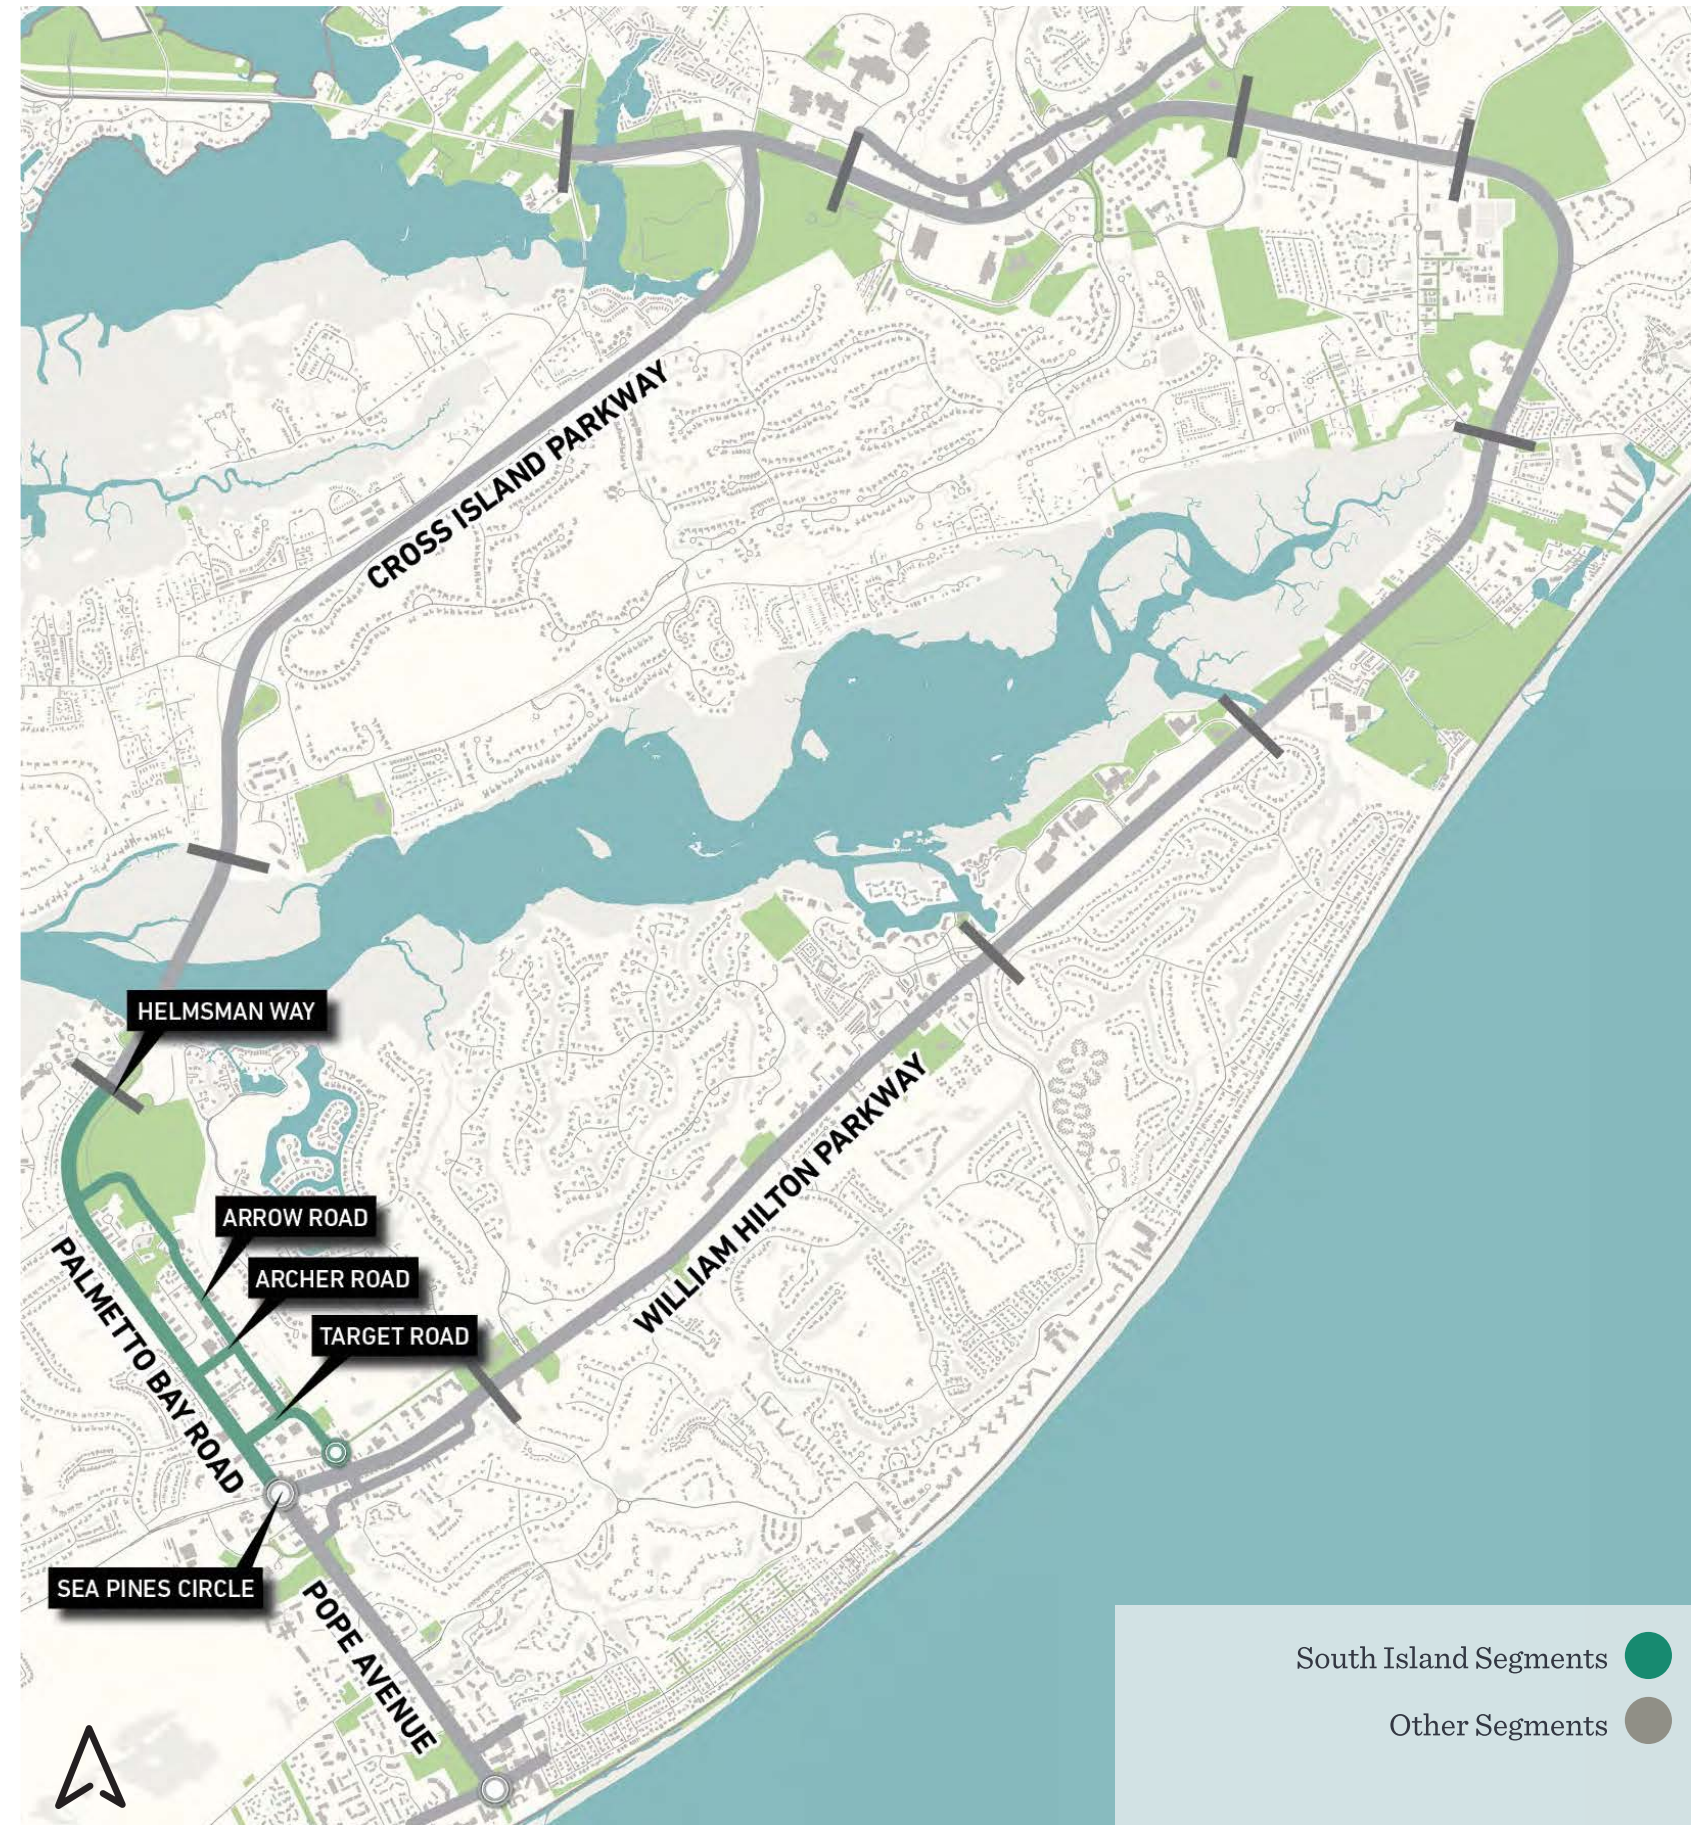 CROSS ISLAND PARKWAY
HELMSMAN WAY
WILLIAM HILTON PARKWAY
ARROW ROAD
ARCHER ROAD
TARGET ROAD
PALMETTO BAY ROAD
SEA PINES CIRCLE
POPE AVENUE
South Island Segments
Other Segments